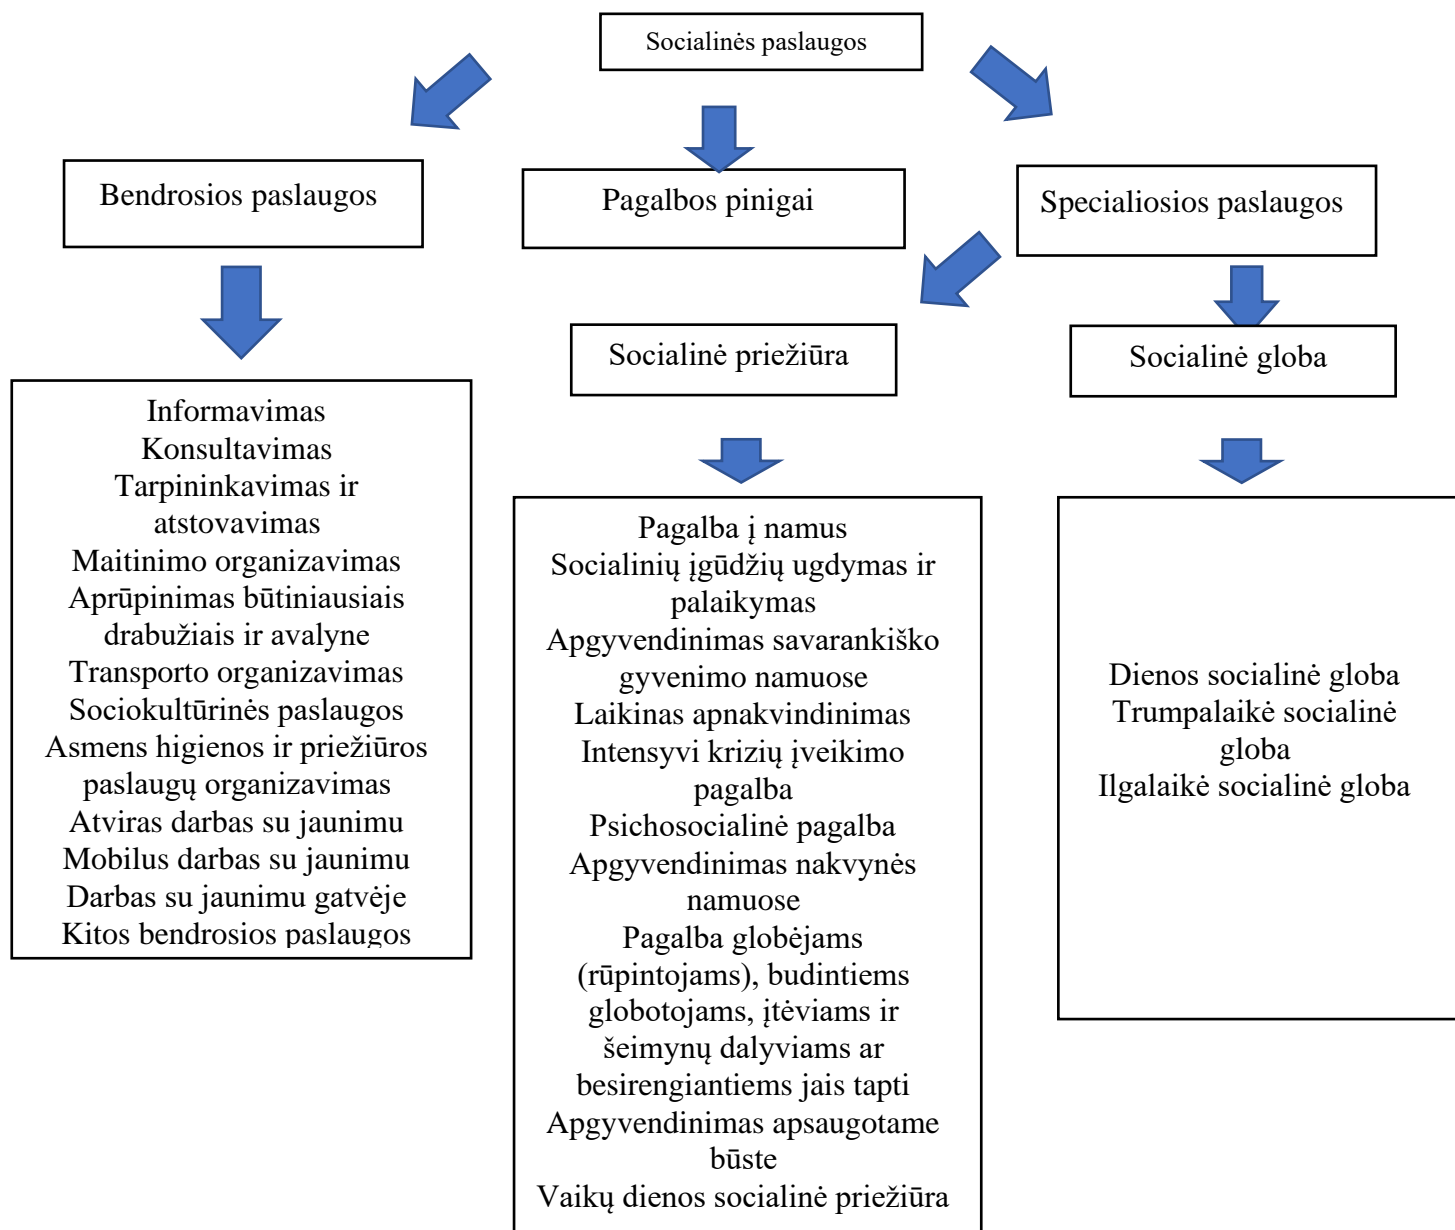 Socialinės paslaugos
Bendrosios paslaugos
Pagalbos pinigai
Specialiosios paslaugos
Socialinė priežiūra
Socialinė globa
Informavimas
Konsultavimas
Tarpininkavimas ir
atstovavimas
Maitinimo organizavimas
Aprūpinimas būtiniausiais
drabužiais ir avalyne
Transporto organizavimas
Sociokultūrinės paslaugos
Asmens higienos ir priežiūros
paslaugų organizavimas
Atviras darbas su jaunimu
Mobilus darbas su jaunimu
Darbas su jaunimu gatvėje
Kitos bendrosios paslaugos
Pagalba į namus
Socialinių įgūdžių ugdymas ir
palaikymas
Apgyvendinimas savarankiško
gyvenimo namuose
Laikinas apnakvindinimas
Intensyvi krizių įveikimo
pagalba
Psichosocialinė pagalba
Apgyvendinimas nakvynės
namuose
Pagalba globėjams
(rūpintojams), budintiems
globotojams, įtėviams ir
šeimynų dalyviams ar
besirengiantiems jais tapti
Apgyvendinimas apsaugotame
būste
Vaikų dienos socialinė priežiūra
Dienos socialinė globa
Trumpalaikė socialinė
globa
Ilgalaikė socialinė globa